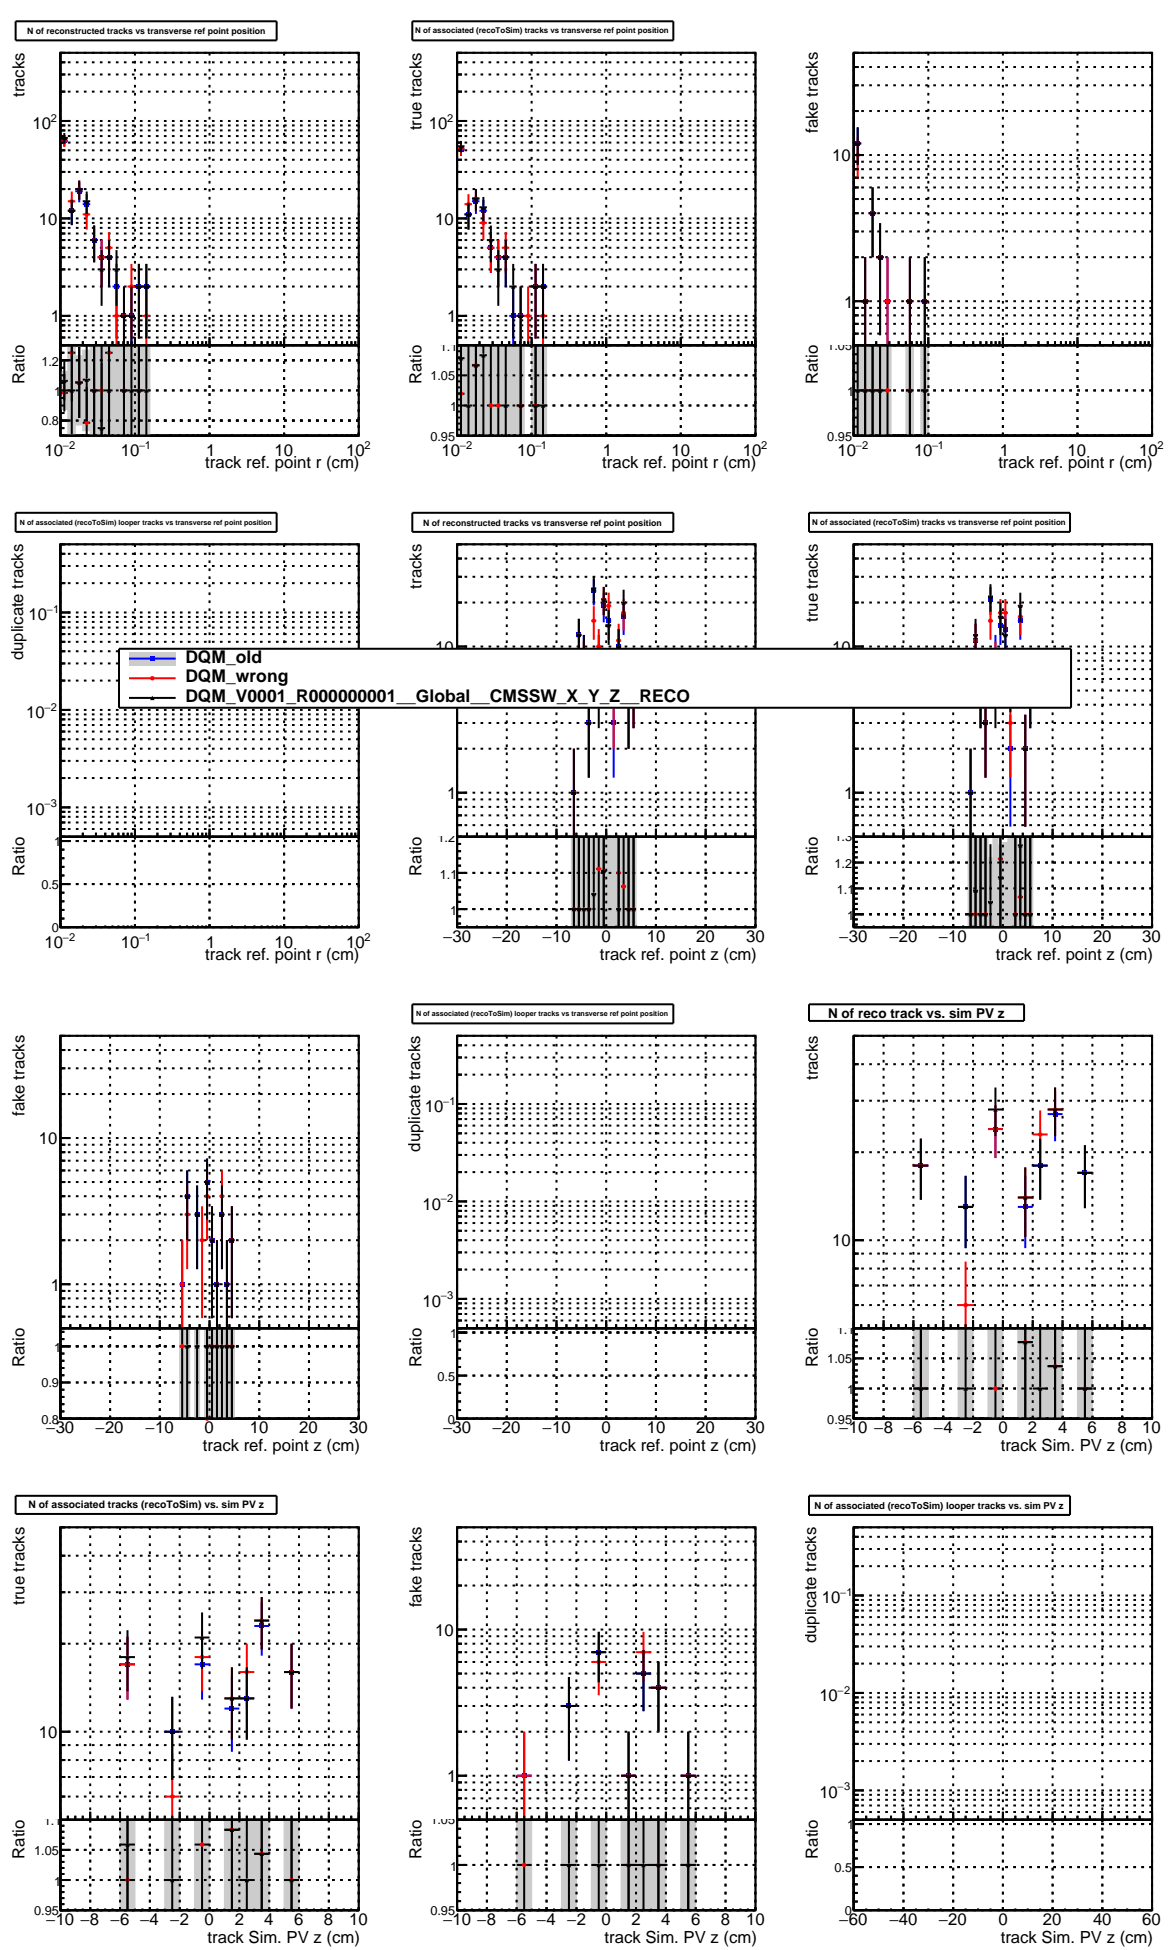 N of reconstructed tracks vs transverse ref point position
N of associated (recoToSim) tracks vs transverse ref point position
tracks
10²
10
1
Ratio
1.2
1
0.8
10⁻² 10⁻¹ 1 10 10²
track ref. point r (cm)
true tracks
10²
10
1
Ratio
1.1
1.05
1
0.95
10⁻² 10⁻¹ 1 10 10²
track ref. point r (cm)
fake tracks
10
1
Ratio
1.05
1
0.95
10⁻² 10⁻¹ 1 10 10²
track ref. point r (cm)
N of associated (recoToSim) looper tracks vs transverse ref point position
N of reconstructed tracks vs transverse ref point position
N of associated (recoToSim) tracks vs transverse ref point position
duplicate tracks
10⁻¹
10⁻²
10⁻³
Ratio
1
0.5
0
10⁻² 10⁻¹ 1 10 10²
track ref. point r (cm)
tracks
10
1
Ratio
1.2
1.1
1
−30 −20 −10 0 10 20 30
track ref. point z (cm)
true tracks
10
1
Ratio
1.3
1.2
1.1
1
−30 −20 −10 0 10 20 30
track ref. point z (cm)
DQM_old
DQM_wrong
DQM_V0001_R000000001__Global__CMSSW_X_Y_Z__RECO
N of associated (recoToSim) looper tracks vs transverse ref point position
N of reco track vs. sim PV z
fake tracks
10
1
Ratio
1
0.9
0.8
−30 −20 −10 0 10 20 30
track ref. point z (cm)
duplicate tracks
10⁻¹
10⁻²
10⁻³
Ratio
1
0.5
0
−30 −20 −10 0 10 20 30
track ref. point z (cm)
tracks
10
Ratio
1.1
1.05
1
0.95
−10 −8 −6 −4 −2 0 2 4 6 8 10
track Sim. PV z (cm)
N of associated tracks (recoToSim) vs. sim PV z
N of associated (recoToSim) looper tracks vs. sim PV z
true tracks
10
Ratio
1.1
1.05
1
0.95
−10 −8 −6 −4 −2 0 2 4 6 8 10
track Sim. PV z (cm)
fake tracks
10
1
Ratio
1.05
1
0.95
−10 −8 −6 −4 −2 0 2 4 6 8 10
track Sim. PV z (cm)
duplicate tracks
10⁻¹
10⁻²
10⁻³
Ratio
1
0.5
0
−60 −40 −20 0 20 40 60
track Sim. PV z (cm)